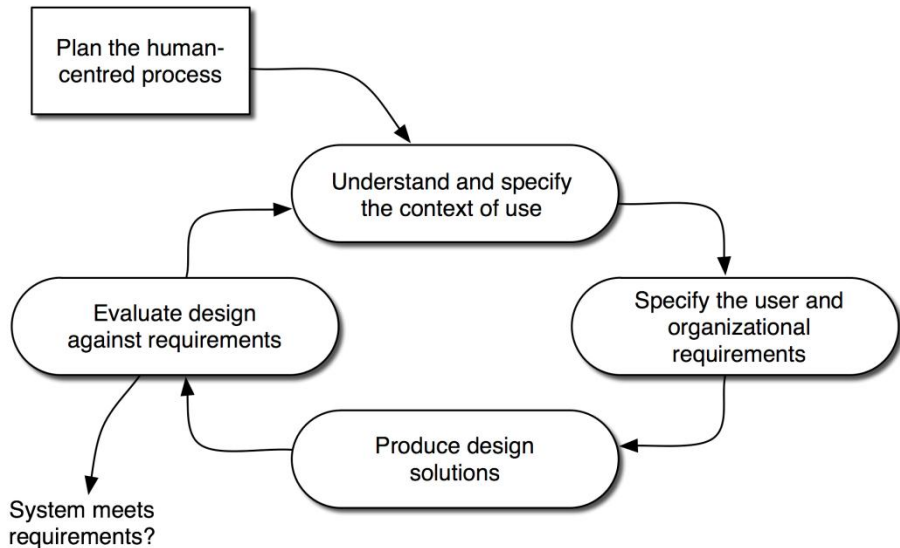 Plan the human-
centred process
Understand and specify
the context of use
Specify the user and
organizational
requirements
Produce design
solutions
Evaluate design
against requirements
System meets
requirements?